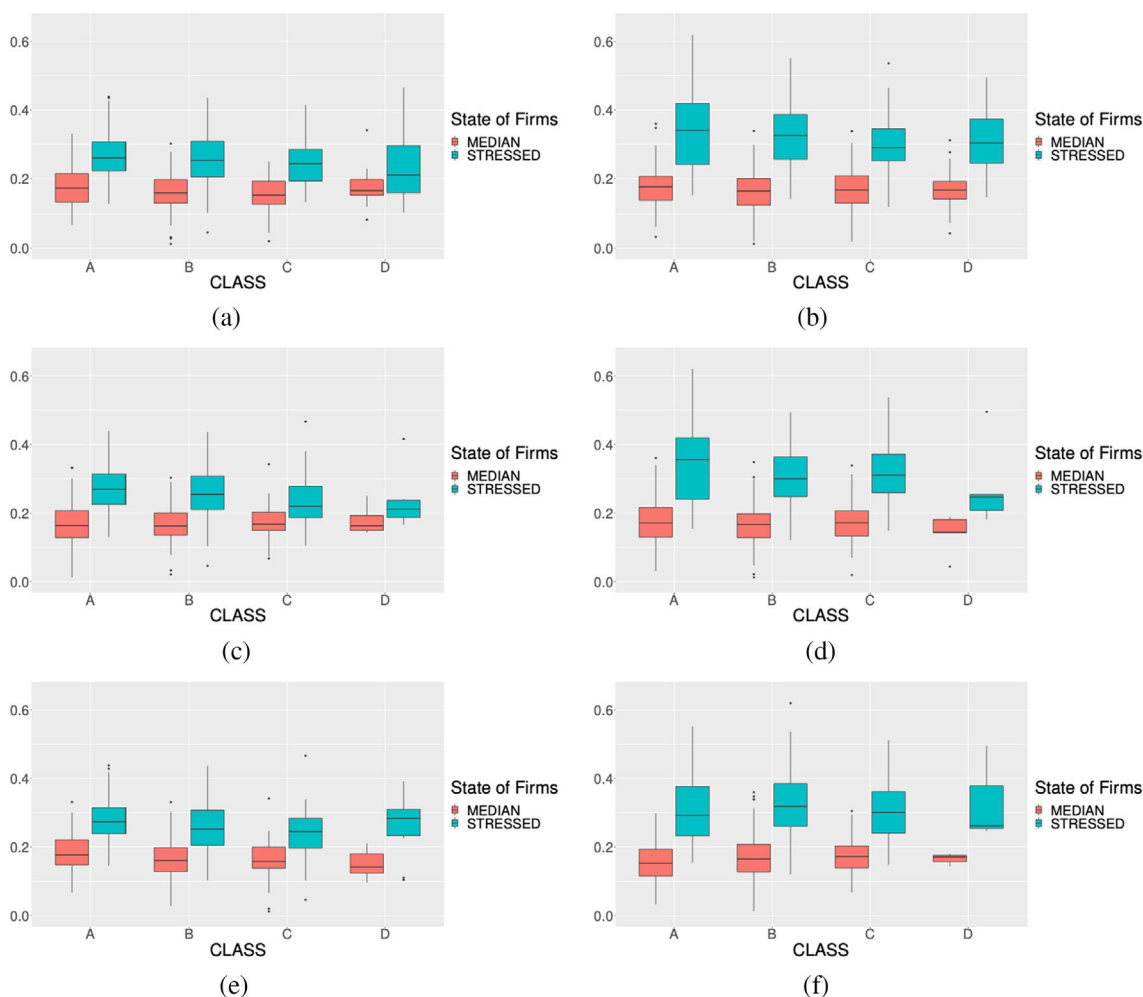 0.6
0.4
0.2
0.0
A B C D
CLASS
State of Firms
MEDIAN
STRESSED
(a)
0.6
0.4
0.2
0.0
A B C D
CLASS
State of Firms
MEDIAN
STRESSED
(b)
0.6
0.4
0.2
0.0
A B C D
CLASS
State of Firms
MEDIAN
STRESSED
(c)
0.6
0.4
0.2
0.0
A B C D
CLASS
State of Firms
MEDIAN
STRESSED
(d)
0.6
0.4
0.2
0.0
A B C D
CLASS
State of Firms
MEDIAN
STRESSED
(e)
0.6
0.4
0.2
0.0
A B C D
CLASS
State of Firms
MEDIAN
STRESSED
(f)